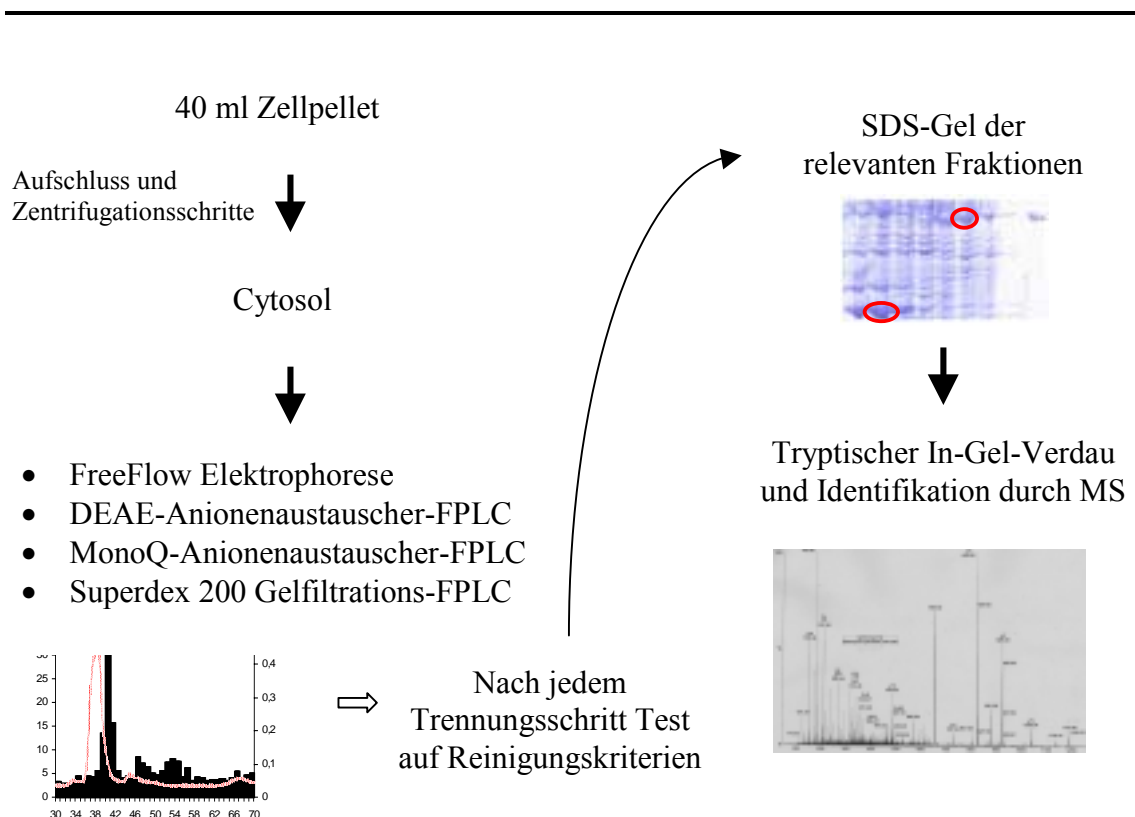 40 ml Zellpellet
Aufschluss und
Zentrifugationsschritte
Cytosol
• FreeFlow Elektrophorese
• DEAE-Anionenaustauscher-FPLC
• MonoQ-Anionenaustauscher-FPLC
• Superdex 200 Gelfiltrations-FPLC
30
25
20
15
10
5
0
0,4
0,3
0,2
0,1
0
30 34 38 42 46 50 54 58 62 66 70
Nach jedem
Trennungsschritt Test
auf Reinigungskriterien
SDS-Gel der
relevanten Fraktionen
Tryptischer In-Gel-Verdau
und Identifikation durch MS